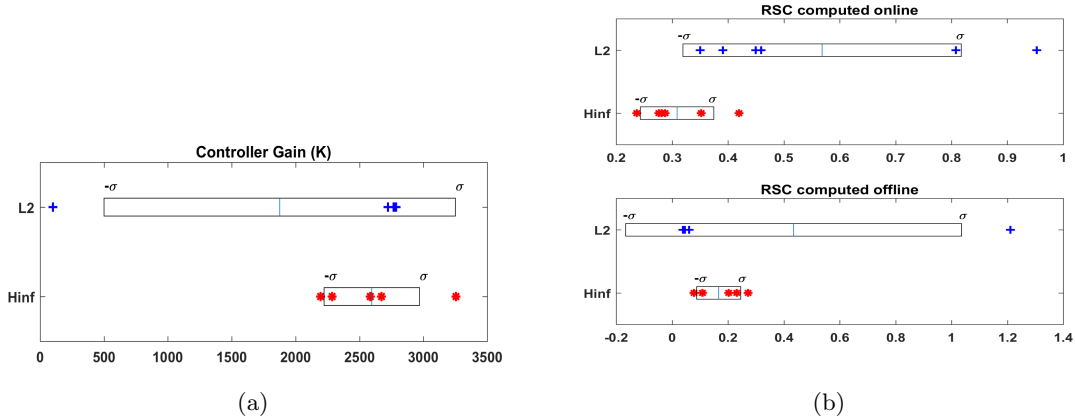 Controller Gain (K)
L2
-σ
σ
Hinf
-σ
σ
0 500 1000 1500 2000 2500 3000 3500
(a)
RSC computed online
L2
-σ
σ
Hinf
-σ
σ
0.2 0.3 0.4 0.5 0.6 0.7 0.8 0.9 1
RSC computed offline
L2
-σ
σ
Hinf
-σ
σ
-0.2 0 0.2 0.4 0.6 0.8 1 1.2 1.4
(b)